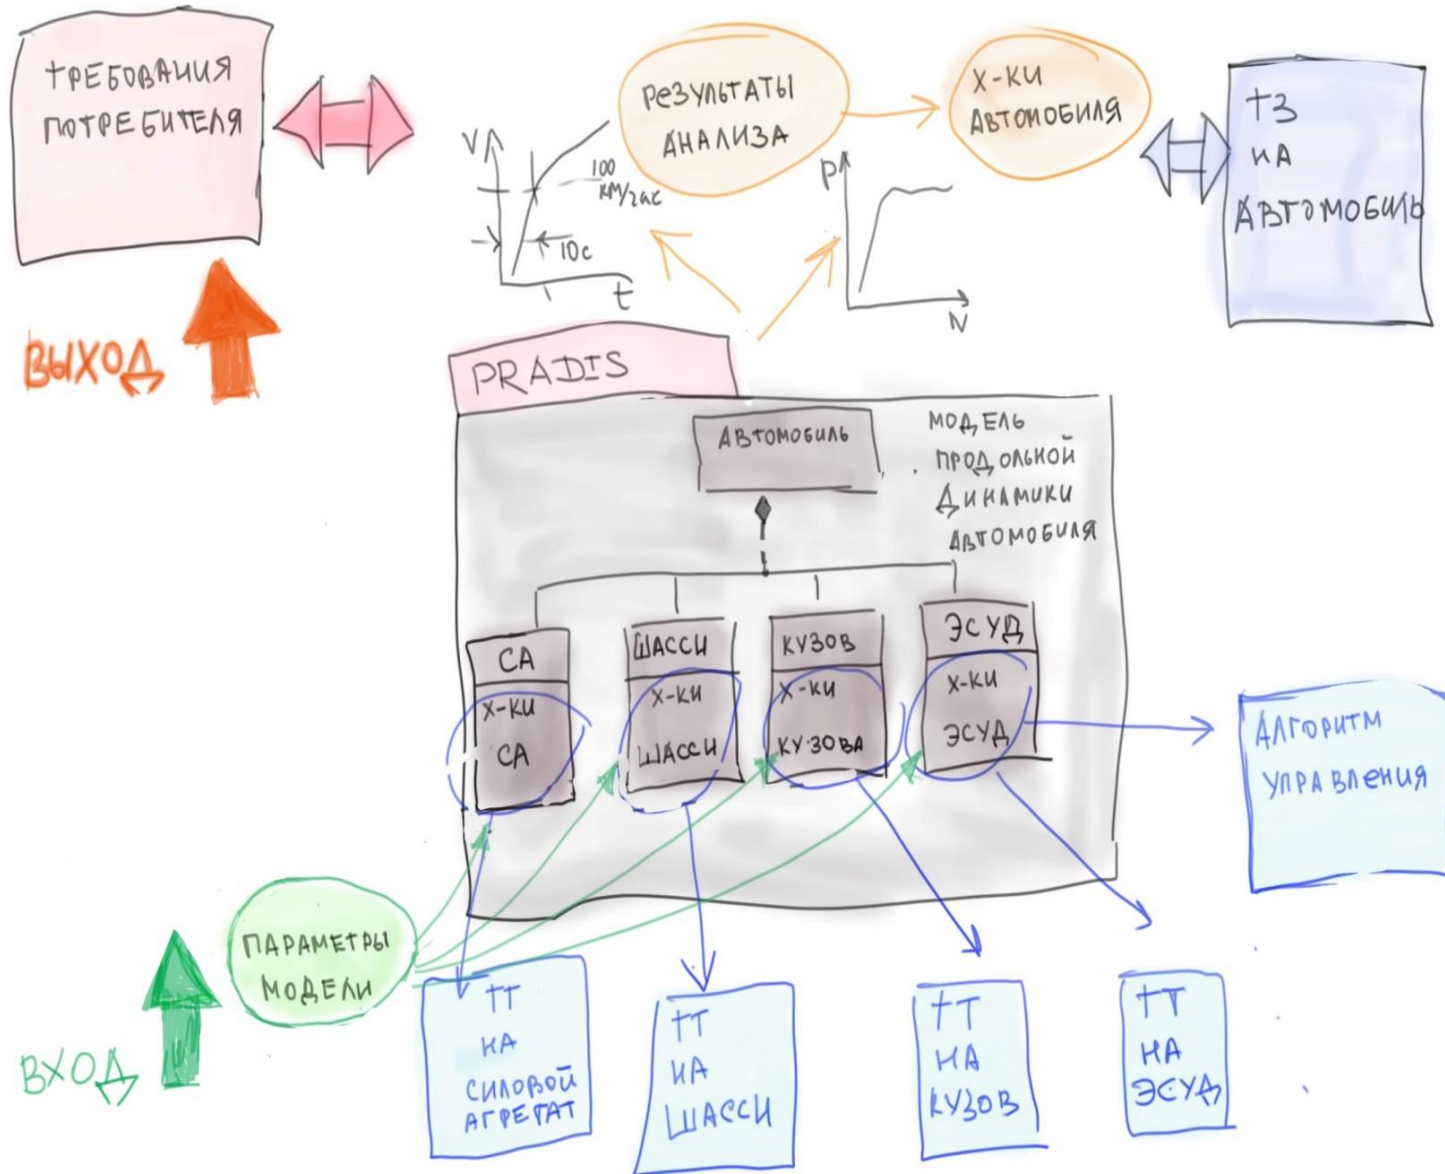 ТРЕБОВАНИЯ
ПОТРЕБИТЕЛЯ
РЕЗУЛЬТАТЫ
АНАЛИЗА
Х-КИ
АВТОМОБИЛЯ
ТЗ
НА
АВТОМОБИЛЬ
V
100
КМ/ЧАС
10С
t
P
N
ВЫХОД
PRADIS
АВТОМОБИЛЬ
МОДЕЛЬ
ПРОДОЛЬНОЙ
ДИНАМИКИ
АВТОМОБИЛЯ
СА
Х-КИ
СА
ШАССИ
Х-КИ
ШАССИ
КУЗОВ
Х-КИ
КУЗОВА
ЭСУД
Х-КИ
ЭСУД
АЛГОРИТМ
УПРАВЛЕНИЯ
ПАРАМЕТРЫ
МОДЕЛИ
ВХОД
ТТ
НА
СИЛОВОЙ
АГРЕГАТ
ТТ
НА
ШАССИ
ТТ
НА
КУЗОВ
ТТ
НА
ЭСУД